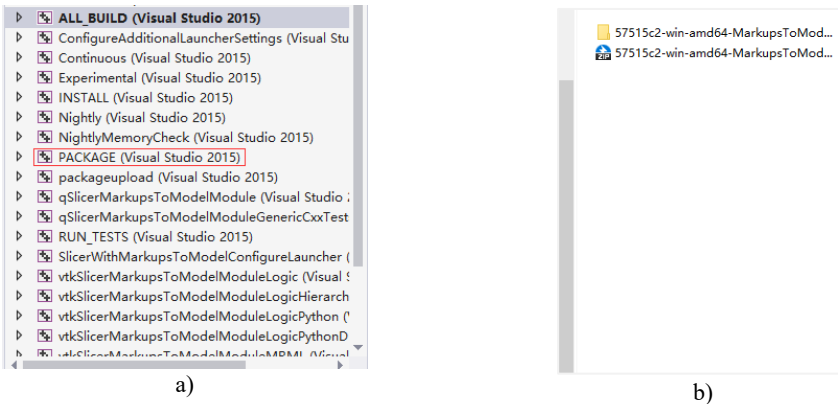 ALL_BUILD (Visual Studio 2015)
ConfigureAdditionalLauncherSettings (Visual Stu
Continuous (Visual Studio 2015)
Experimental (Visual Studio 2015)
INSTALL (Visual Studio 2015)
Nightly (Visual Studio 2015)
NightlyMemoryCheck (Visual Studio 2015)
PACKAGE (Visual Studio 2015)
packageupload (Visual Studio 2015)
qSlicerMarkupsToModelModule (Visual Studio
qSlicerMarkupsToModelModuleGenericCxxTest
RUN_TESTS (Visual Studio 2015)
SlicerWithMarkupsToModelConfigureLauncher (
vtkSlicerMarkupsToModelModuleLogic (Visual S
vtkSlicerMarkupsToModelModuleLogicHierarch
vtkSlicerMarkupsToModelModuleLogicPython (
vtkSlicerMarkupsToModelModuleLogicPythonD
vtkSlicerMarkupsToModelModuleMRML (Visual
a)
57515c2-win-amd64-MarkupsToMod...
ZIP 57515c2-win-amd64-MarkupsToMod...
b)